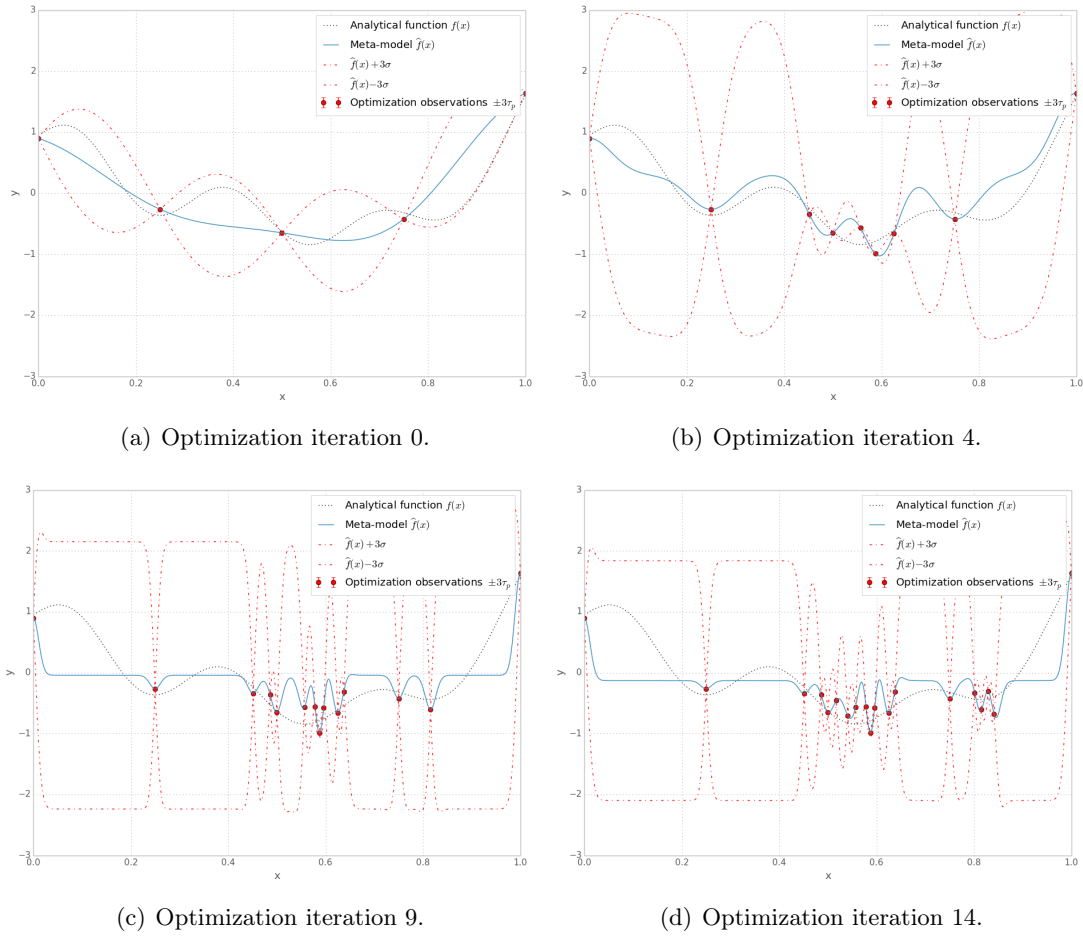 3
2
1
0
−1
−2
−3
y
0.0 0.2 0.4 0.6 0.8 1.0
x
Analytical function f(x)
Meta-model f̂(x)
f̂(x)+3σ
f̂(x)−3σ
Optimization observations ±3τ_p
(a) Optimization iteration 0.
3
2
1
0
−1
−2
−3
y
0.0 0.2 0.4 0.6 0.8 1.0
x
Analytical function f(x)
Meta-model f̂(x)
f̂(x)+3σ
f̂(x)−3σ
Optimization observations ±3τ_p
(b) Optimization iteration 4.
3
2
1
0
−1
−2
−3
y
0.0 0.2 0.4 0.6 0.8 1.0
x
Analytical function f(x)
Meta-model f̂(x)
f̂(x)+3σ
f̂(x)−3σ
Optimization observations ±3τ_p
(c) Optimization iteration 9.
3
2
1
0
−1
−2
−3
y
0.0 0.2 0.4 0.6 0.8 1.0
x
Analytical function f(x)
Meta-model f̂(x)
f̂(x)+3σ
f̂(x)−3σ
Optimization observations ±3τ_p
(d) Optimization iteration 14.